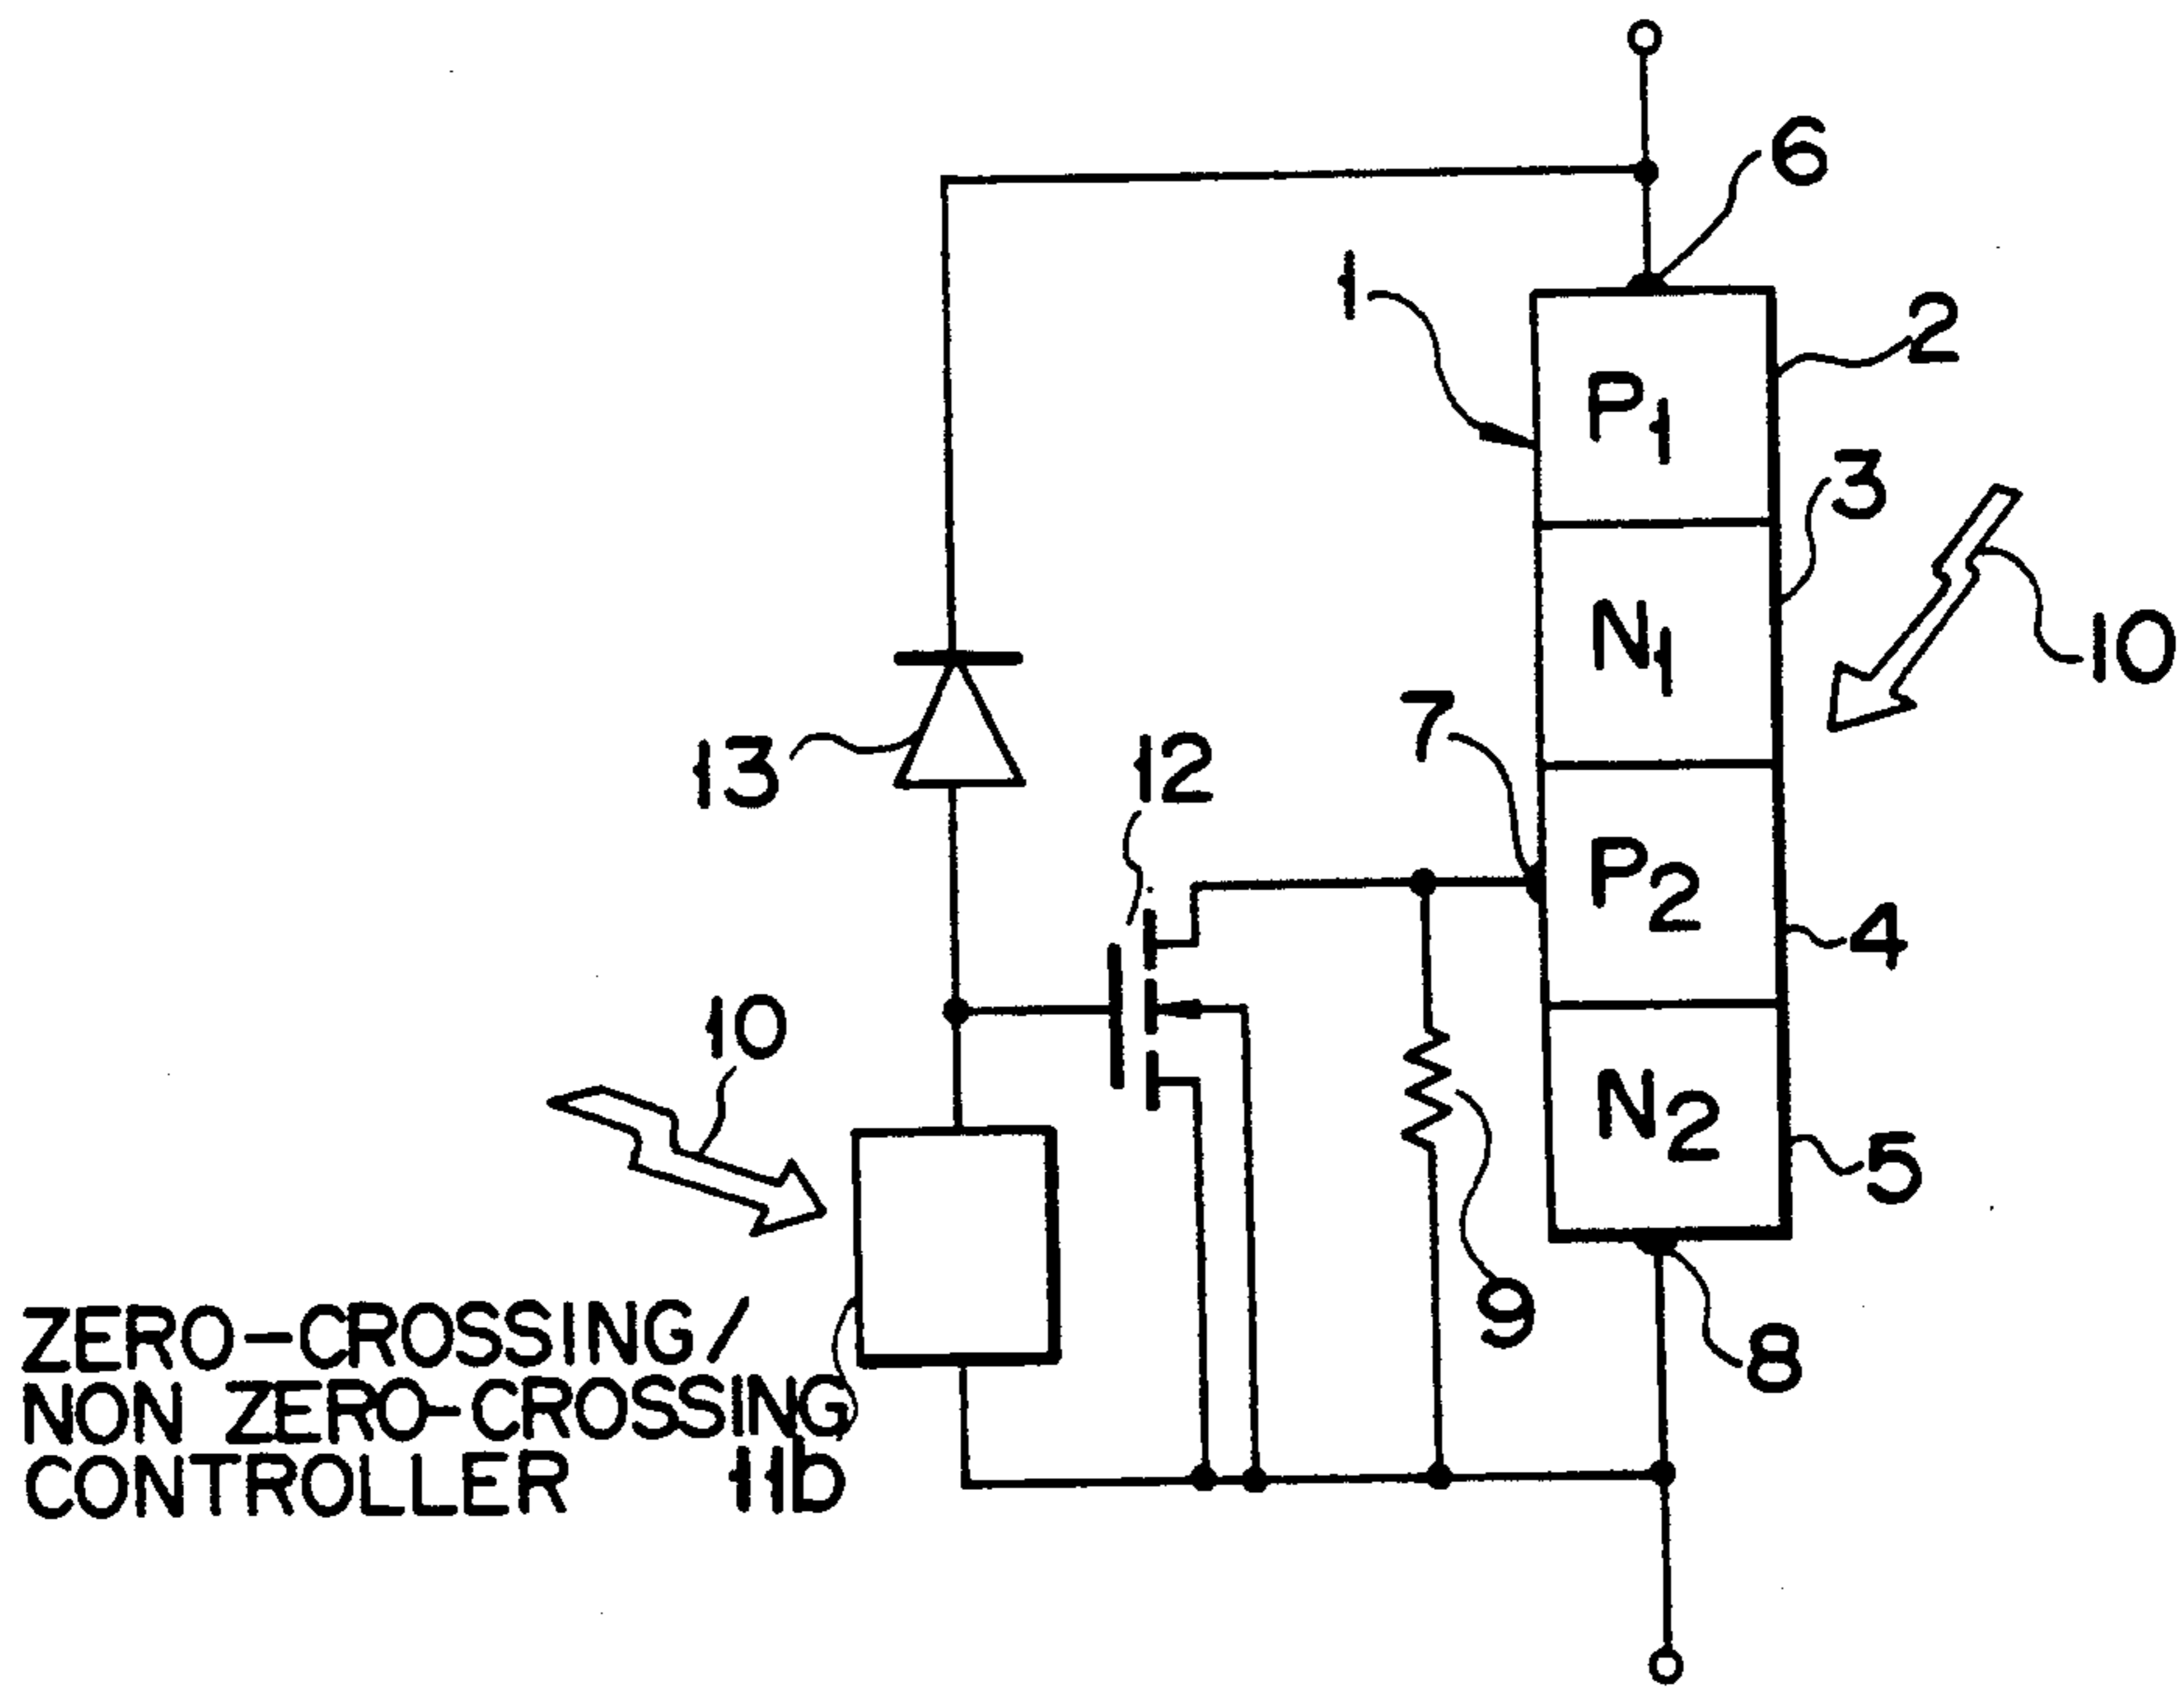 6
1
2
P1
3
N1
10
7
13
12
P2
4
10
N2
5
9
8
ZERO-CROSSING/
NON ZERO-CROSSING
CONTROLLER 11b